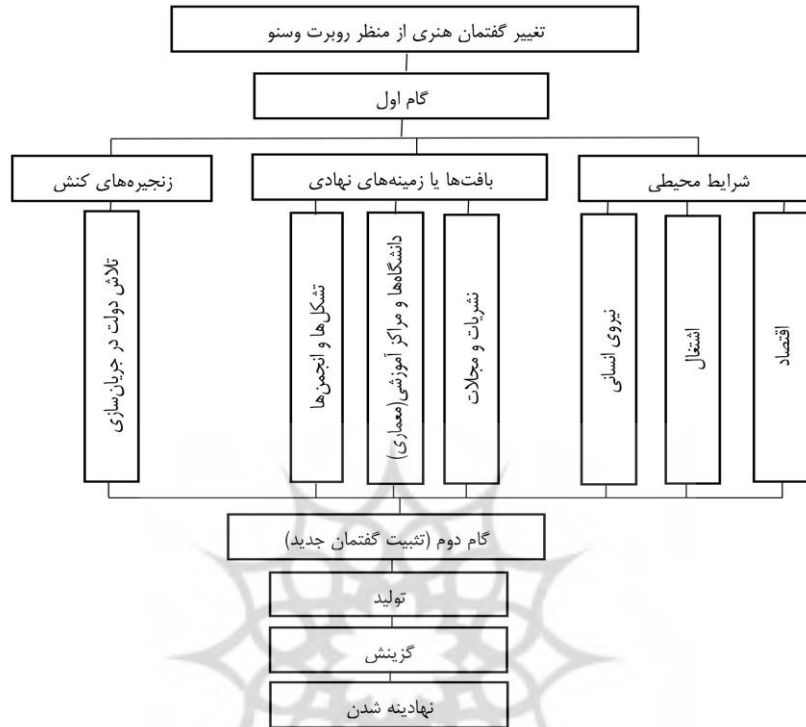 تغییر گفتمان هنری از منظر روبرت وسنو
گام اول
شرایط محیطی
بافت‌ها یا زمینه‌های نهادی
زنجیره‌های کنش
اقتصاد
اشتغال
نیروی انسانی
نشریات و مجلات
دانشگاه‌ها و مراکز آموزشی(معماری)
تشکل‌ها و انجمن‌ها
تلاش دولت در جریان‌سازی
گام دوم (تثبیت گفتمان جدید)
تولید
گزینش
نهادینه شدن